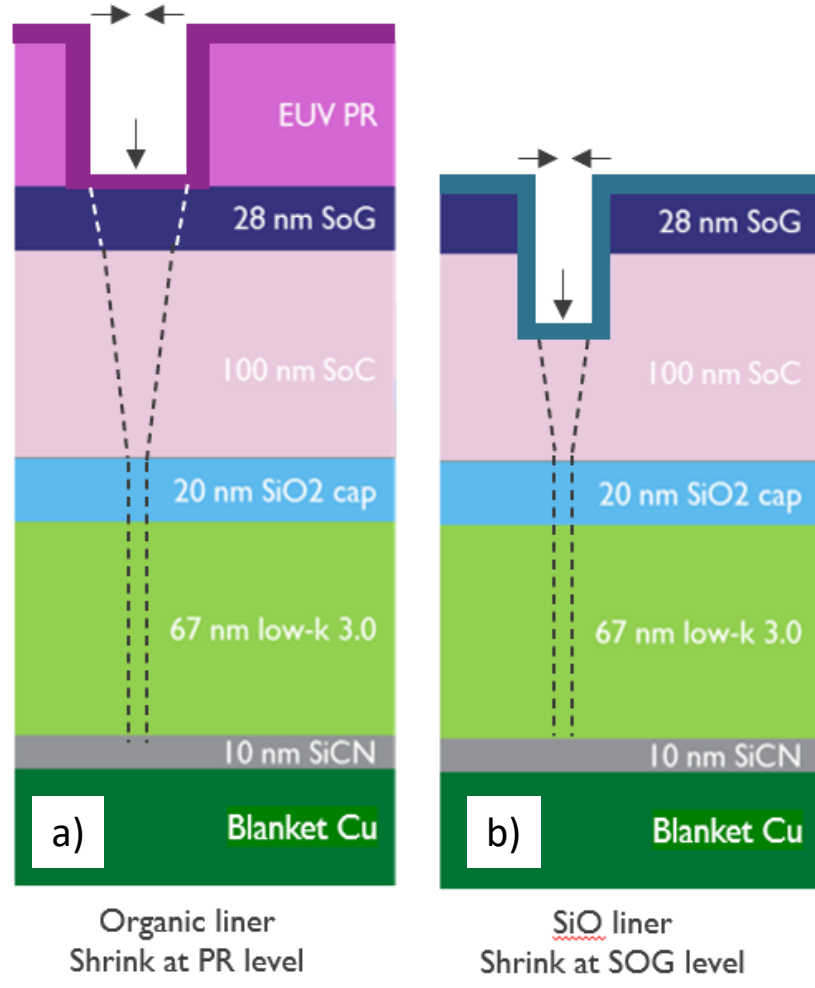 EUV PR
28 nm SoG
100 nm SoC
20 nm SiO2 cap
67 nm low-k 3.0
10 nm SiCN
Blanket Cu
a)
Organic liner
Shrink at PR level
28 nm SoG
100 nm SoC
20 nm SiO2 cap
67 nm low-k 3.0
10 nm SiCN
Blanket Cu
b)
SiO liner
Shrink at SOG level